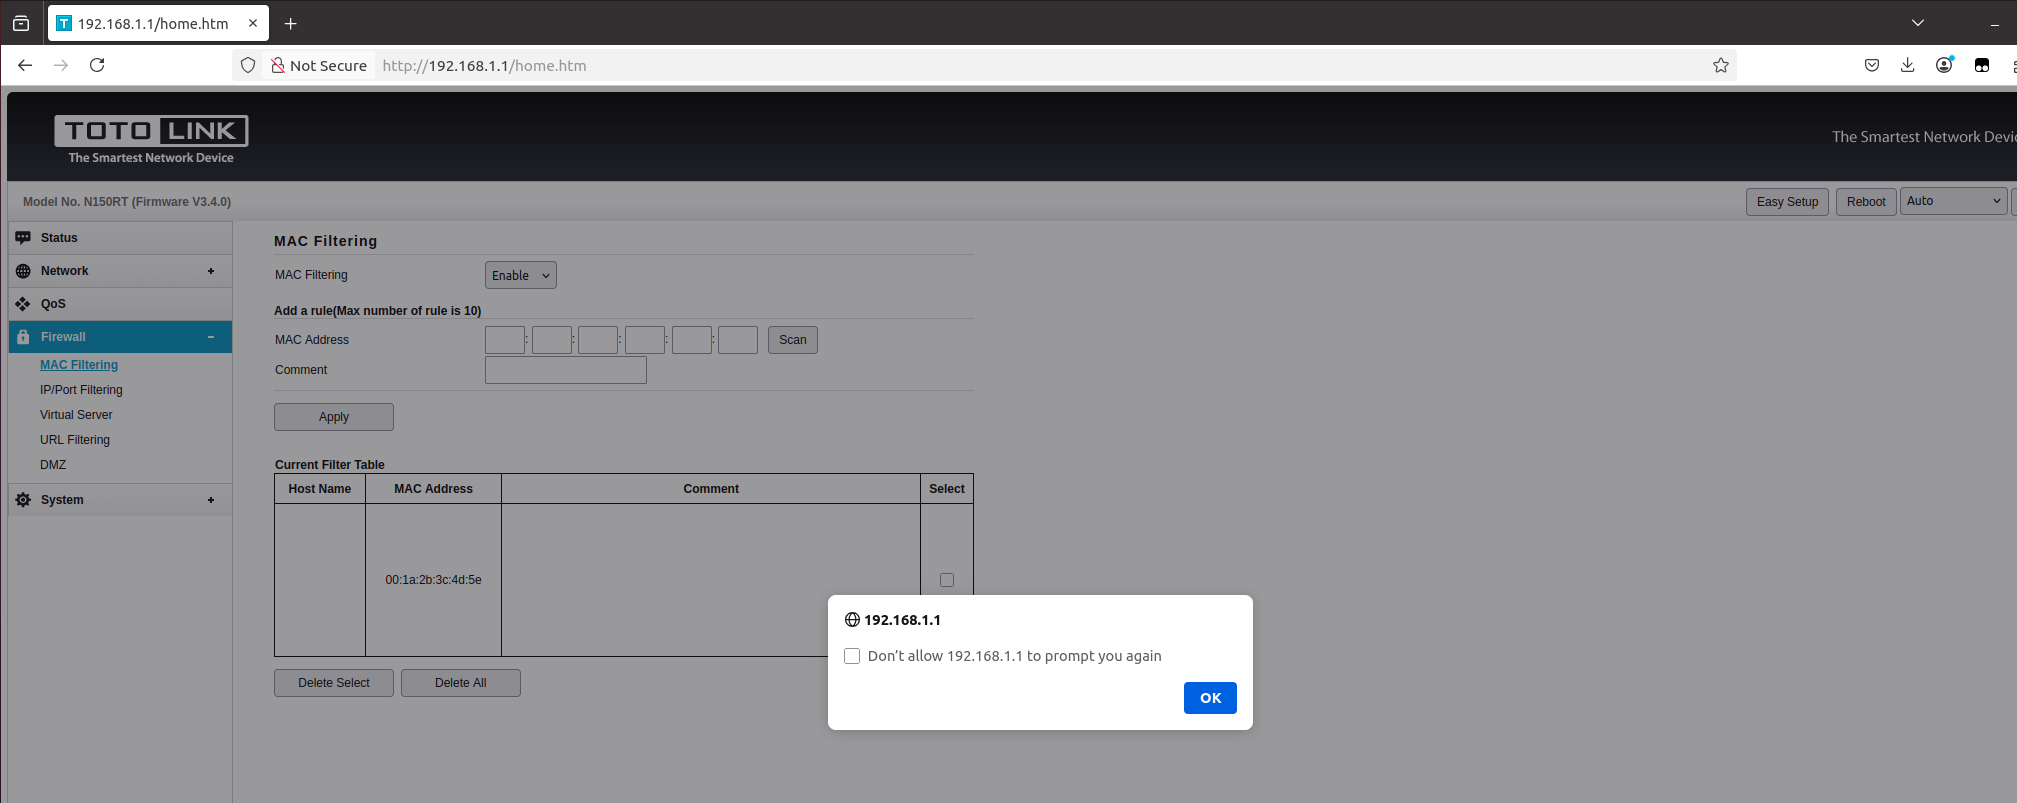 192.168.1.1/home.htm
Not Secure http://192.168.1.1/home.htm
TOTO LINK
The Smartest Network Device
The Smartest Network Devi
Model No. N150RT (Firmware V3.4.0)
Easy Setup Reboot Auto
Status
Network +
QoS
Firewall -
MAC Filtering
IP/Port Filtering
Virtual Server
URL Filtering
DMZ
System +
MAC Filtering
MAC Filtering Enable
Add a rule(Max number of rule is 10)
MAC Address : : : : : Scan
Comment
Apply
Current Filter Table
Host Name MAC Address Comment Select
00:1a:2b:3c:4d:5e
Delete Select Delete All
192.168.1.1
Don't allow 192.168.1.1 to prompt you again
OK